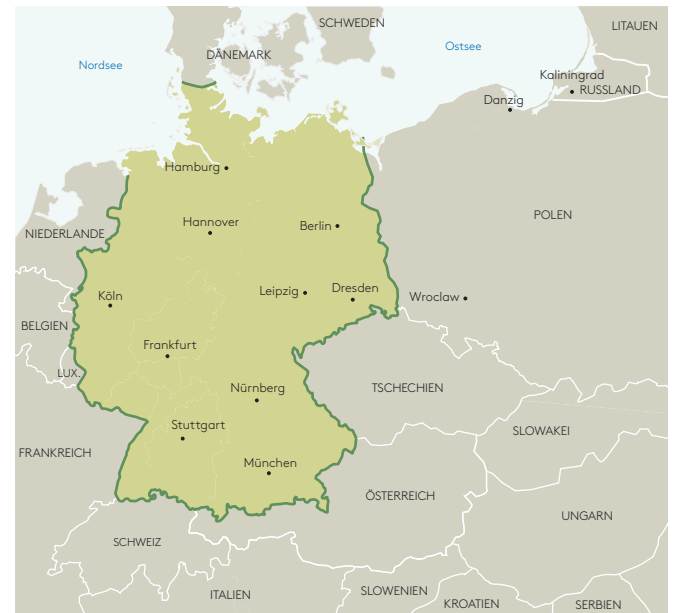 SCHWEDEN
LITAUEN
Ostsee
DÄNEMARK
Nordsee
Kaliningrad
RUSSLAND
Danzig
Hamburg
POLEN
Hannover
Berlin
NIEDERLANDE
Leipzig
Dresden
Köln
Wroclaw
BELGIEN
Frankfurt
LUX.
Nürnberg
TSCHECHIEN
Stuttgart
SLOWAKEI
FRANKREICH
München
ÖSTERREICH
UNGARN
SCHWEIZ
ITALIEN
SLOWENIEN
KROATIEN
SERBIEN